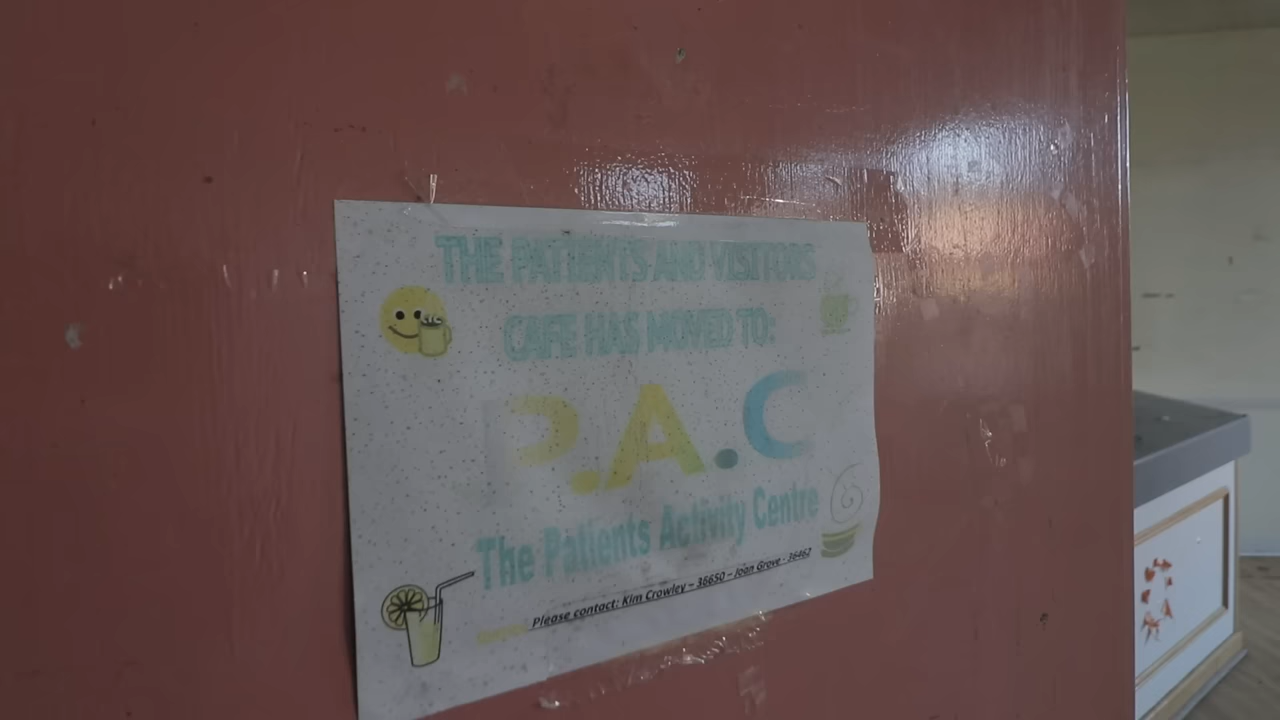 THE PATIENTS AND VISITORS
CAFE HAS MOVED TO:
P.A.C
The Patients Activity Centre
Please contact: Kim Crowley – 36650 – Joan Grove - 36462